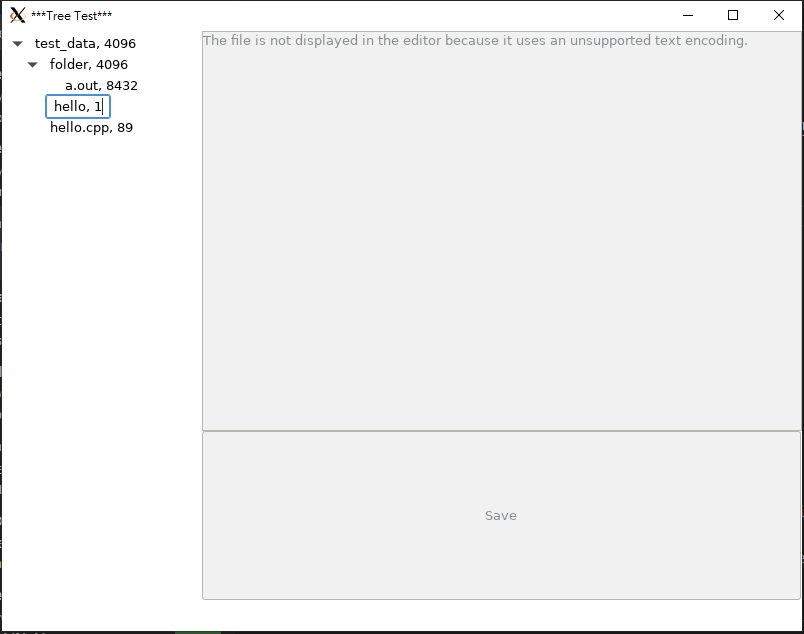 ***Tree Test***
test_data, 4096
folder, 4096
a.out, 8432
hello, 1
hello.cpp, 89
The file is not displayed in the editor because it uses an unsupported text encoding.
Save